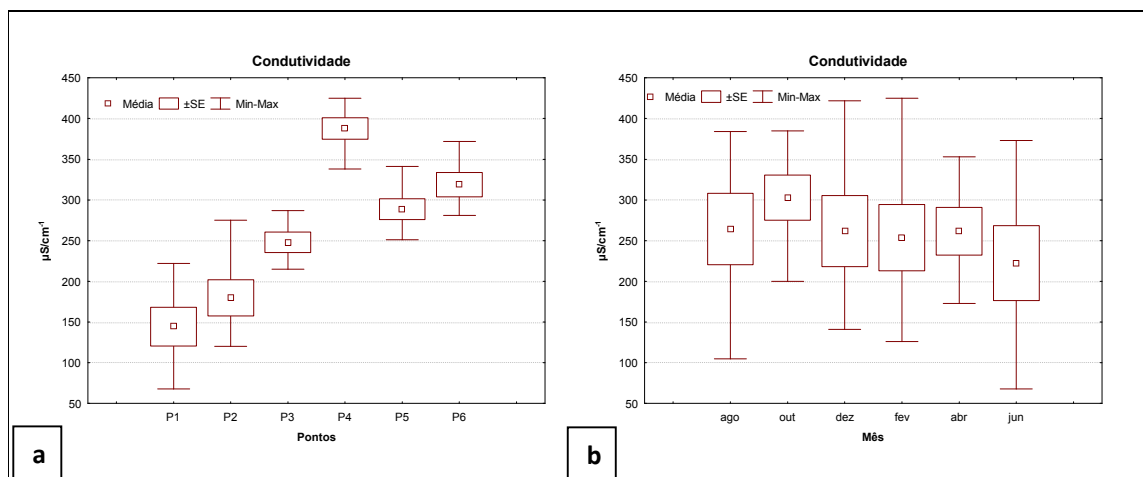 Condutividade
450
400
350
300
250
200
150
100
50
µS/cm⁻¹
Média ±SE Min-Max
P1 P2 P3 P4 P5 P6
Pontos
a
Condutividade
450
400
350
300
250
200
150
100
50
µS/cm⁻¹
Média ±SE Min-Max
ago out dez fev abr jun
Mês
b